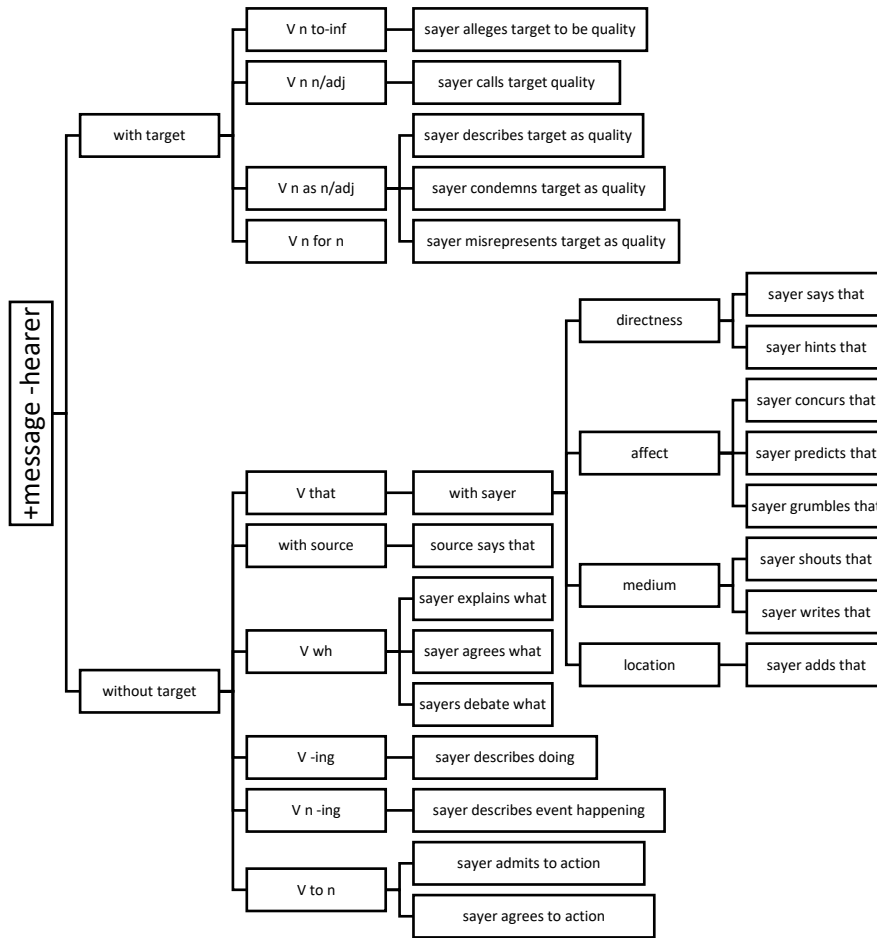 +message -hearer
with target
V n to-inf
sayer alleges target to be quality
V n n/adj
sayer calls target quality
V n as n/adj
sayer describes target as quality
sayer condemns target as quality
sayer misrepresents target as quality
V n for n
without target
V that
with sayer
directness
sayer says that
sayer hints that
affect
sayer concurs that
sayer predicts that
sayer grumbles that
medium
sayer shouts that
sayer writes that
location
sayer adds that
with source
source says that
V wh
sayer explains what
sayer agrees what
sayers debate what
V -ing
sayer describes doing
V n -ing
sayer describes event happening
V to n
sayer admits to action
sayer agrees to action